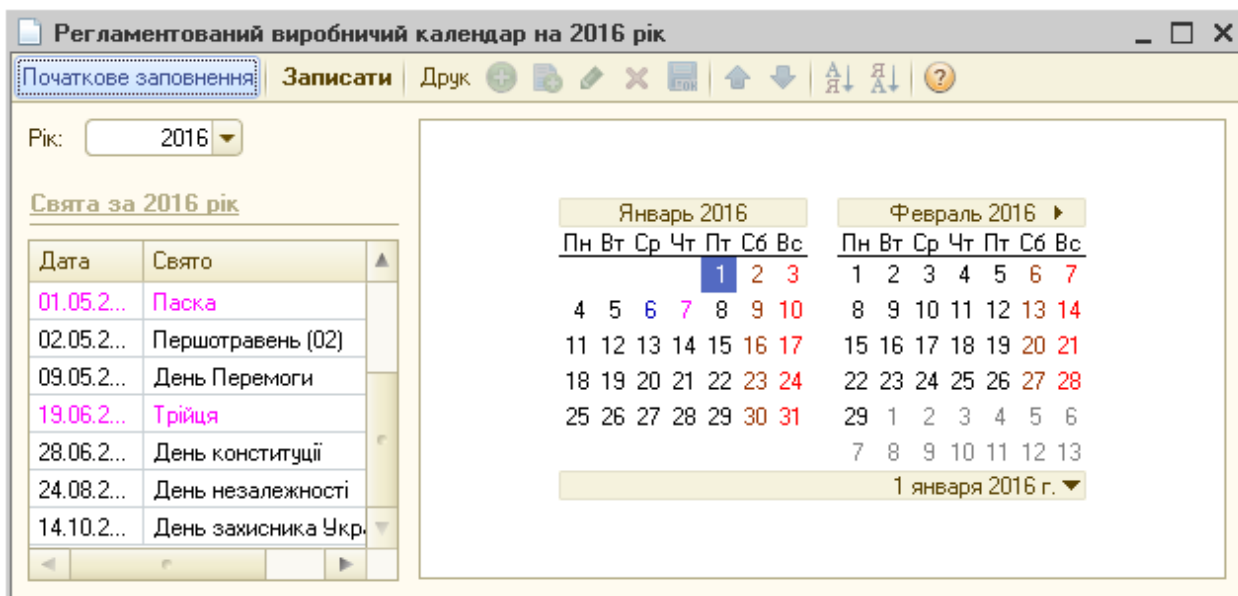 Регламентований виробничий календар на 2016 рік
Початкове заповнення Записати Друк
Рік: 2016
Свята за 2016 рік
Дата Свято
01.05.2... Паска
02.05.2... Першотравень (02)
09.05.2... День Перемоги
19.06.2... Трійця
28.06.2... День конституції
24.08.2... День незалежності
14.10.2... День захисника Укр
Январь 2016
Пн Вт Ср Чт Пт Сб Вс
1 2 3
4 5 6 7 8 9 10
11 12 13 14 15 16 17
18 19 20 21 22 23 24
25 26 27 28 29 30 31
Февраль 2016
Пн Вт Ср Чт Пт Сб Вс
1 2 3 4 5 6 7
8 9 10 11 12 13 14
15 16 17 18 19 20 21
22 23 24 25 26 27 28
29 1 2 3 4 5 6
7 8 9 10 11 12 13
1 января 2016 г.